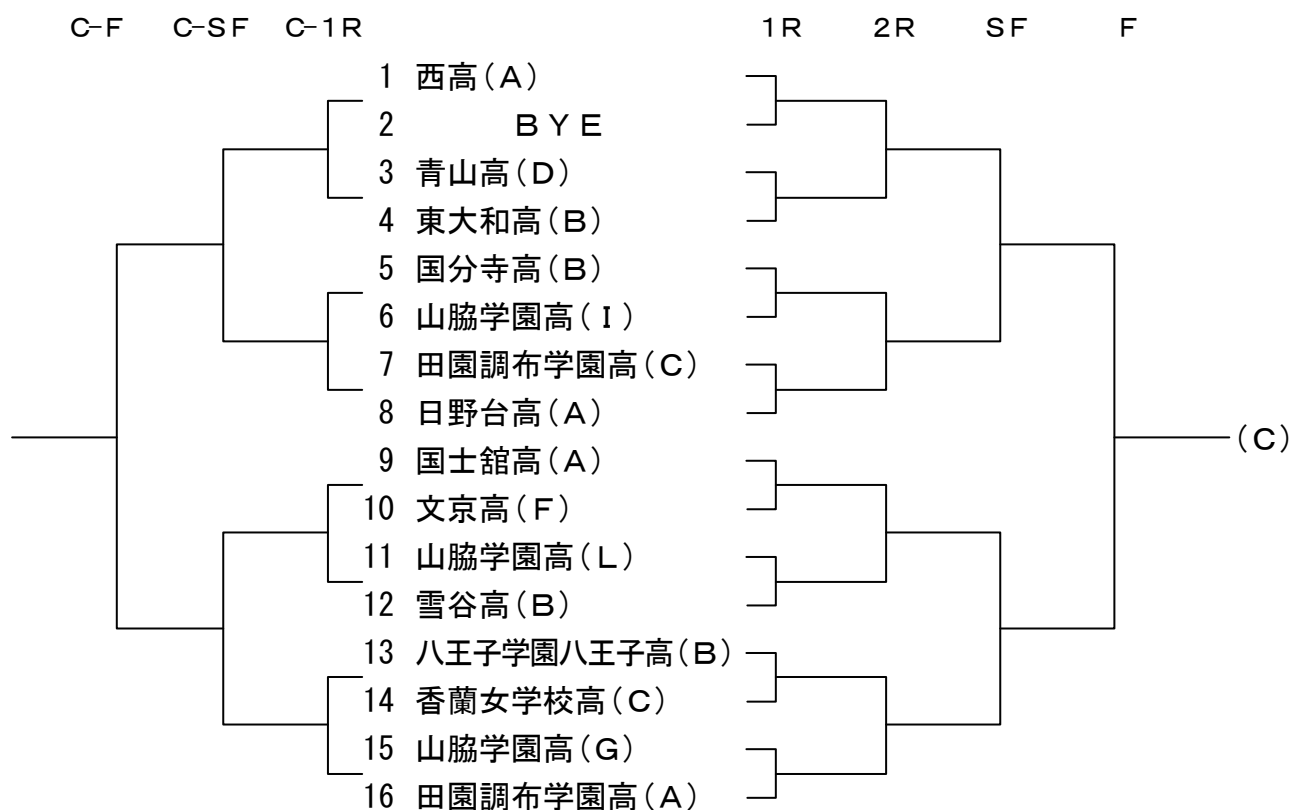 C-F C-SF C-1R 1R 2R SF F
1 西高(A)
2 BYE
3 青山高(D)
4 東大和高(B)
5 国分寺高(B)
6 山脇学園高(I)
7 田園調布学園高(C)
8 日野台高(A)
(C)
9 国士舘高(A)
10 文京高(F)
11 山脇学園高(L)
12 雪谷高(B)
13 八王子学園八王子高(B)
14 香蘭女学校高(C)
15 山脇学園高(G)
16 田園調布学園高(A)